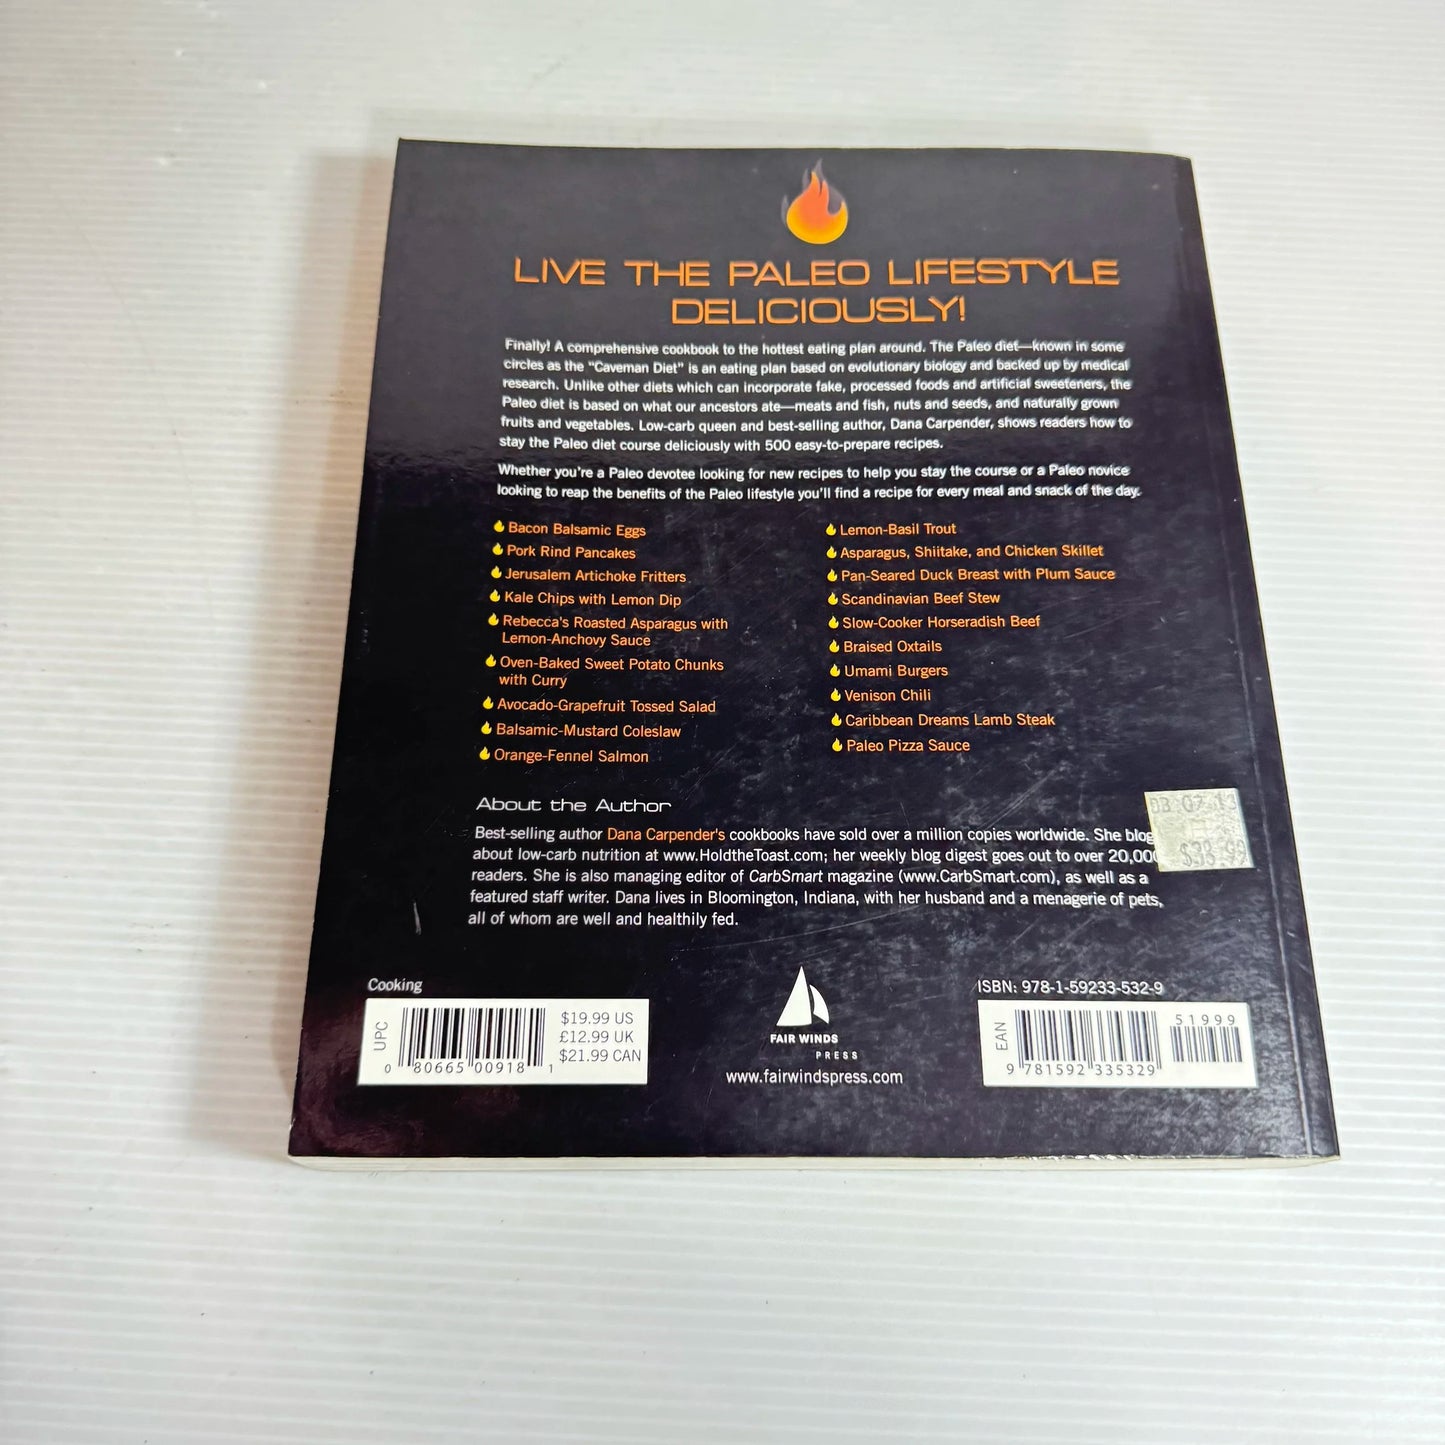 LIVE THE PALEO LIFESTYLE
DELICIOUSLY!
Finally! A comprehensive cookbook to the hottest eating plan around. The Paleo diet—known in some
circles as the "Caveman Diet" is an eating plan based on evolutionary biology and backed up by medical
research. Unlike other diets which can incorporate fake, processed foods and artificial sweeteners, the
Paleo diet is based on what our ancestors ate—meats and fish, nuts and seeds, and naturally grown
fruits and vegetables. Low-carb queen and best-selling author, Dana Carpender, shows readers how to
stay the Paleo diet course deliciously with 500 easy-to-prepare recipes.
Whether you're a Paleo devotee looking for new recipes to help you stay the course or a Paleo novice
looking to reap the benefits of the Paleo lifestyle you'll find a recipe for every meal and snack of the day.
Bacon Balsamic Eggs
Pork Rind Pancakes
Jerusalem Artichoke Fritters
Kale Chips with Lemon Dip
Rebecca's Roasted Asparagus with
Lemon-Anchovy Sauce
Oven-Baked Sweet Potato Chunks
with Curry
Avocado-Grapefruit Tossed Salad
Balsamic-Mustard Coleslaw
Orange-Fennel Salmon
Lemon-Basil Trout
Asparagus, Shiitake, and Chicken Skillet
Pan-Seared Duck Breast with Plum Sauce
Scandinavian Beef Stew
Slow-Cooker Horseradish Beef
Braised Oxtails
Umami Burgers
Venison Chili
Caribbean Dreams Lamb Steak
Paleo Pizza Sauce
About the Author
Best-selling author Dana Carpender's cookbooks have sold over a million copies worldwide. She blog
about low-carb nutrition at www.HoldtheToast.com; her weekly blog digest goes out to over 20,000
readers. She is also managing editor of CarbSmart magazine (www.CarbSmart.com), as well as a
featured staff writer. Dana lives in Bloomington, Indiana, with her husband and a menagerie of pets,
all of whom are well and healthily fed.
03 07 13
$38.99
Cooking
UPC
0 80665 00918 1
$19.99 US
£12.99 UK
$21.99 CAN
FAIR WINDS
PRESS
www.fairwindspress.com
ISBN: 978-1-59233-532-9
EAN
9 781592 335329
51999